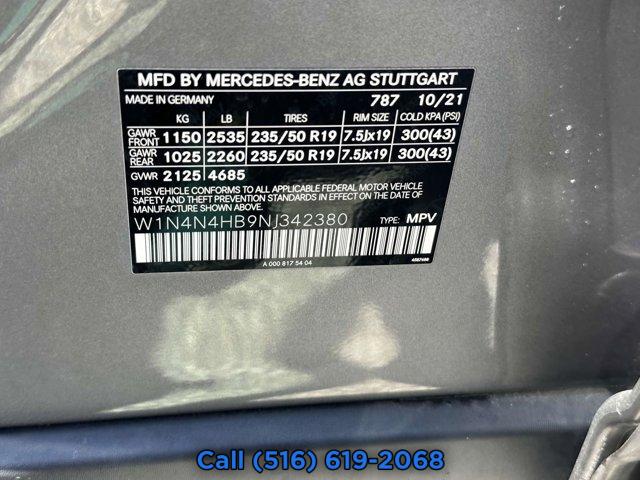 MFD BY MERCEDES-BENZ AG STUTTGART
MADE IN GERMANY 787 10/21
KG LB TIRES RIM SIZE COLD KPA (PSI)
GAWR FRONT 1150 2535 235/50 R19 7.5jx19 300(43)
GAWR REAR 1025 2260 235/50 R19 7.5jx19 300(43)
GVWR 2125 4685
THIS VEHICLE CONFORMS TO ALL APPLICABLE FEDERAL MOTOR VEHICLE
SAFETY AND THEFT PREVENTION STANDARDS IN EFFECT ON THE DATE
OF MANUFACTURE SHOWN ABOVE.
W1N4N4HB9NJ342380 TYPE: MPV
A 000 817 54 04
Call (516) 619-2068